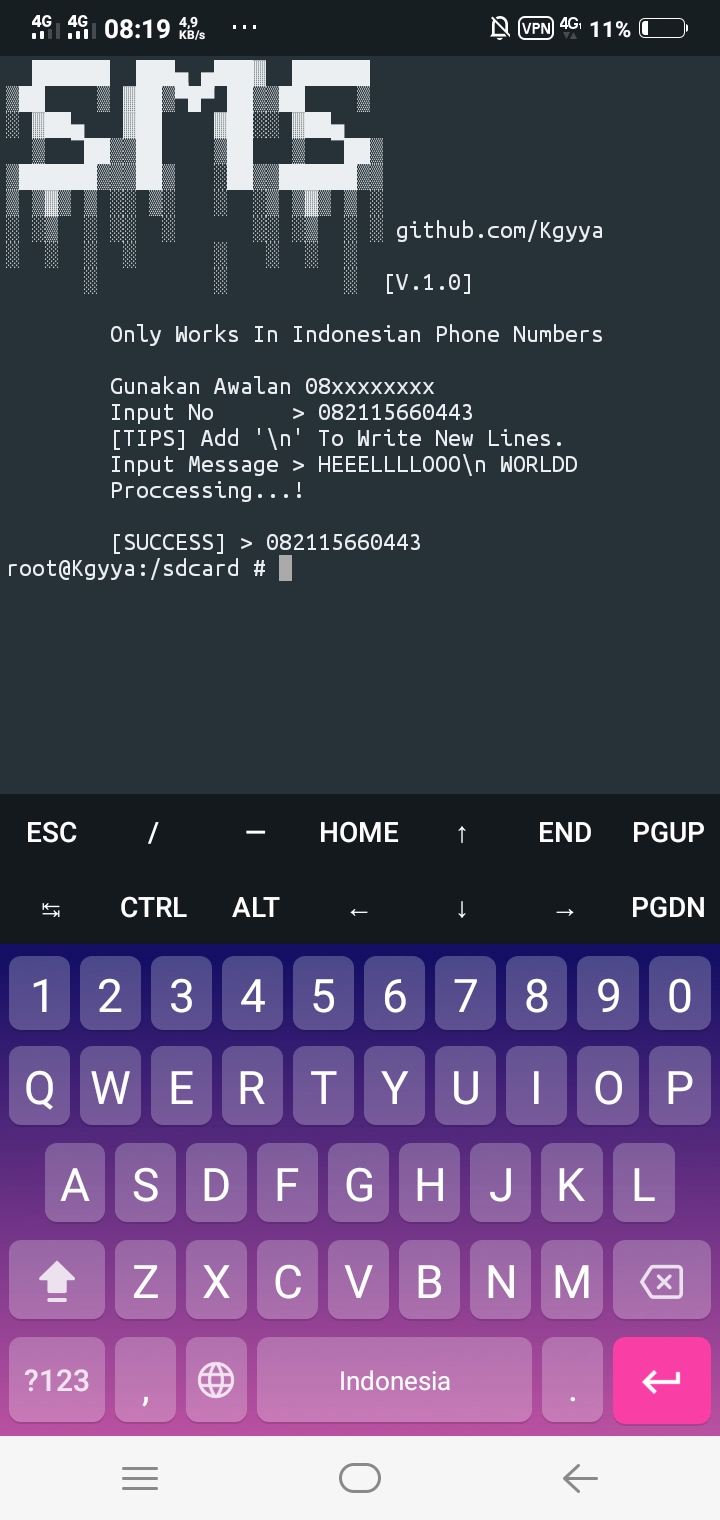 4G 4G 08:19 4,9 KB/s ... VPN 4G 11%
SMS
github.com/Kgyya
[V.1.0]
Only Works In Indonesian Phone Numbers
Gunakan Awalan 08xxxxxxxx
Input No > 082115660443
[TIPS] Add '\n' To Write New Lines.
Input Message > HEEELLLLOOO\n WORLDD
Proccessing...!
[SUCCESS] > 082115660443
root@Kgyya:/sdcard #
ESC / — HOME ↑ END PGUP
↹ CTRL ALT ← ↓ → PGDN
1 2 3 4 5 6 7 8 9 0
Q W E R T Y U I O P
A S D F G H J K L
Z X C V B N M
?123 , Indonesia .